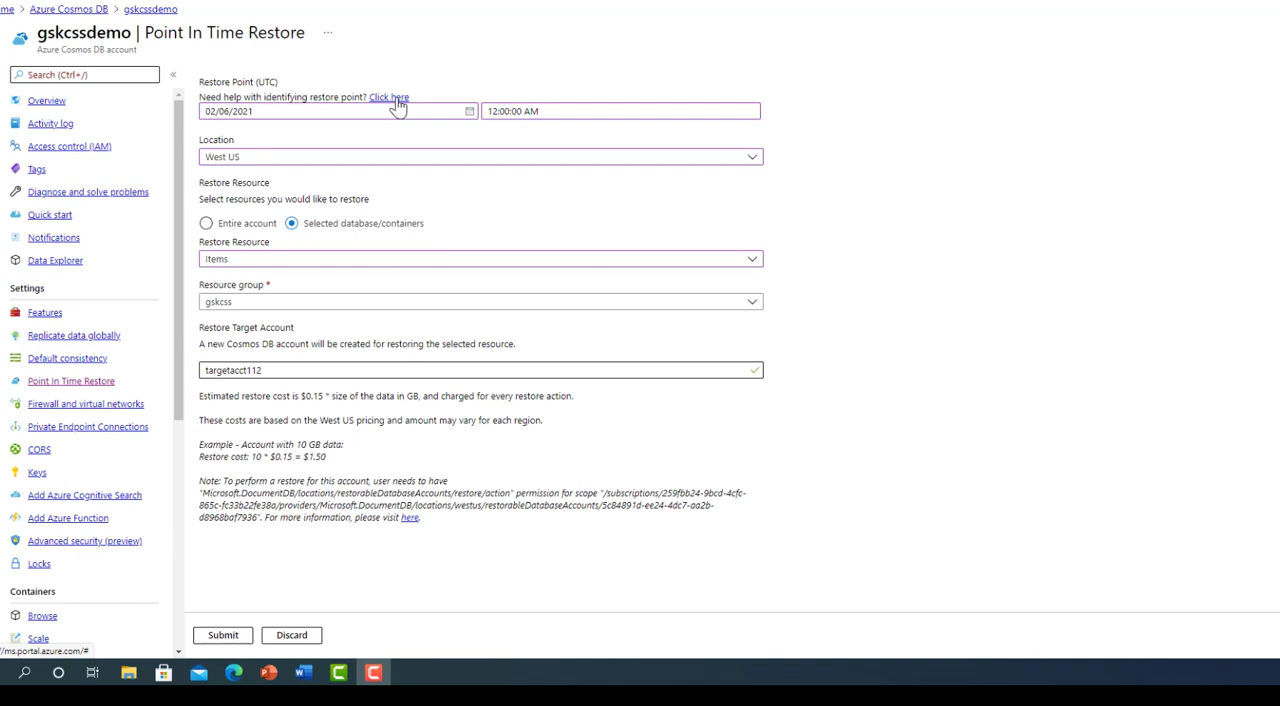 me > Azure Cosmos DB > gskcssdemo
gskcssdemo | Point In Time Restore ...
Azure Cosmos DB account
Search (Ctrl+/)
«
Overview
Activity log
Access control (IAM)
Tags
Diagnose and solve problems
Quick start
Notifications
Data Explorer
Settings
Features
Replicate data globally
Default consistency
Point In Time Restore
Firewall and virtual networks
Private Endpoint Connections
CORS
Keys
Add Azure Cognitive Search
Add Azure Function
Advanced security (preview)
Locks
Containers
Browse
Scale
//ms.portal.azure.com/#
Restore Point (UTC)
Need help with identifying restore point? Click here
02/06/2021 12:00:00 AM
Location
West US
Restore Resource
Select resources you would like to restore
Entire account Selected database/containers
Restore Resource
Items
Resource group *
gskcss
Restore Target Account
A new Cosmos DB account will be created for restoring the selected resource.
targetacct112
Estimated restore cost is $0.15 * size of the data in GB, and charged for every restore action.
These costs are based on the West US pricing and amount may vary for each region.
Example - Account with 10 GB data:
Restore cost: 10 * $0.15 = $1.50
Note: To perform a restore for this account, user needs to have
"Microsoft.DocumentDB/locations/restorableDatabaseAccounts/restore/action" permission for scope "/subscriptions/259fbb24-9bcd-4cfc-
865c-fc33b22fe38a/providers/Microsoft.DocumentDB/locations/westus/restorableDatabaseAccounts/5c84891d-ee24-4dc7-aa2b-
d8968baf7936". For more information, please visit here.
Submit Discard